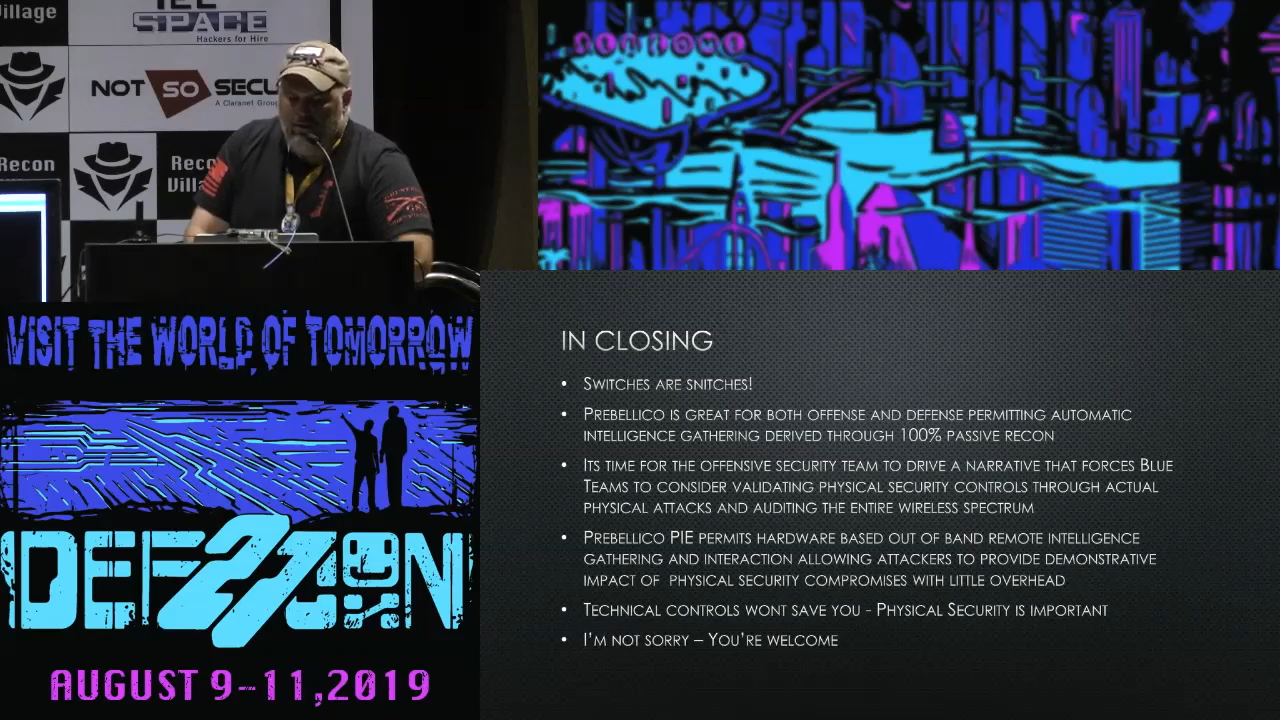 Village
SPACE
Hackers for Hire
NOT SO SECU
A Claranet Group
Recon
Recon
Villa
WELCOME
VISIT THE WORLD OF TOMORROW
DEF 27 CON
AUGUST 9-11,2019
IN CLOSING
• SWITCHES ARE SNITCHES!
• PREBELLICO IS GREAT FOR BOTH OFFENSE AND DEFENSE PERMITTING AUTOMATIC
INTELLIGENCE GATHERING DERIVED THROUGH 100% PASSIVE RECON
• ITS TIME FOR THE OFFENSIVE SECURITY TEAM TO DRIVE A NARRATIVE THAT FORCES BLUE
TEAMS TO CONSIDER VALIDATING PHYSICAL SECURITY CONTROLS THROUGH ACTUAL
PHYSICAL ATTACKS AND AUDITING THE ENTIRE WIRELESS SPECTRUM
• PREBELLICO PIE PERMITS HARDWARE BASED OUT OF BAND REMOTE INTELLIGENCE
GATHERING AND INTERACTION ALLOWING ATTACKERS TO PROVIDE DEMONSTRATIVE
IMPACT OF PHYSICAL SECURITY COMPROMISES WITH LITTLE OVERHEAD
• TECHNICAL CONTROLS WONT SAVE YOU - PHYSICAL SECURITY IS IMPORTANT
• I'M NOT SORRY – YOU'RE WELCOME